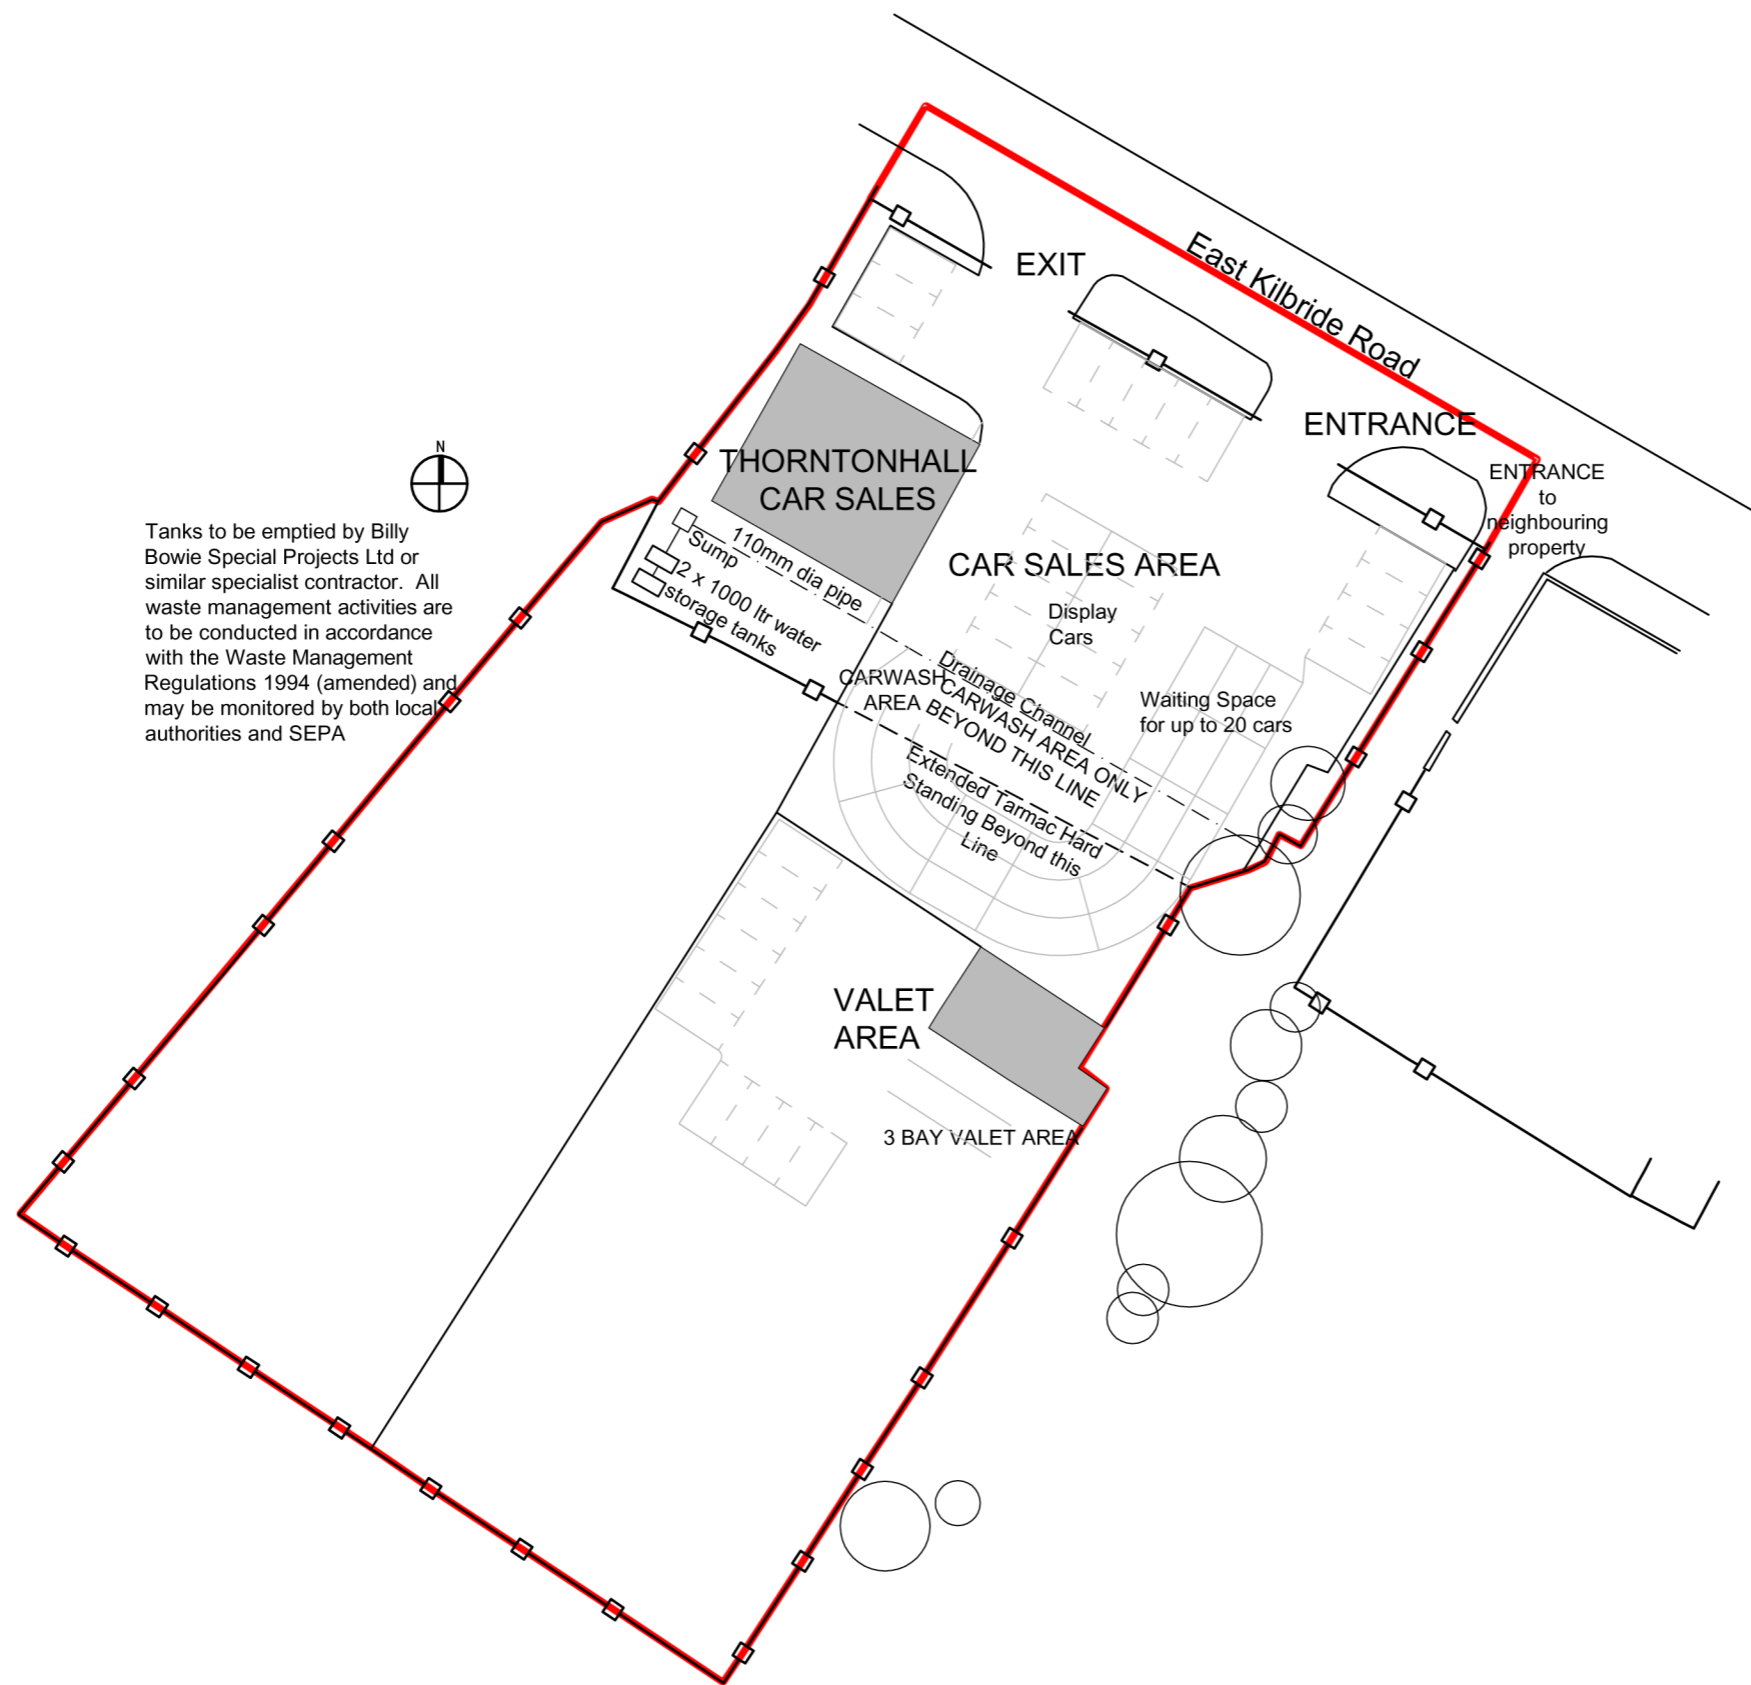 East Kilbride Road
EXIT
ENTRANCE
ENTRANCE
to
neighbouring
property
N
THORNTONHALL
CAR SALES
Tanks to be emptied by Billy
Bowie Special Projects Ltd or
similar specialist contractor. All
waste management activities are
to be conducted in accordance
with the Waste Management
Regulations 1994 (amended) and
may be monitored by both local
authorities and SEPA
Sump
110mm dia pipe
2 x 1000 ltr water
storage tanks
CAR SALES AREA
Display
Cars
CARWASH
AREA
Drainage Channel
CARWASH AREA ONLY
BEYOND THIS LINE
Waiting Space
for up to 20 cars
Extended Tarmac Hard
Standing Beyond this
Line
VALET
AREA
3 BAY VALET AREA